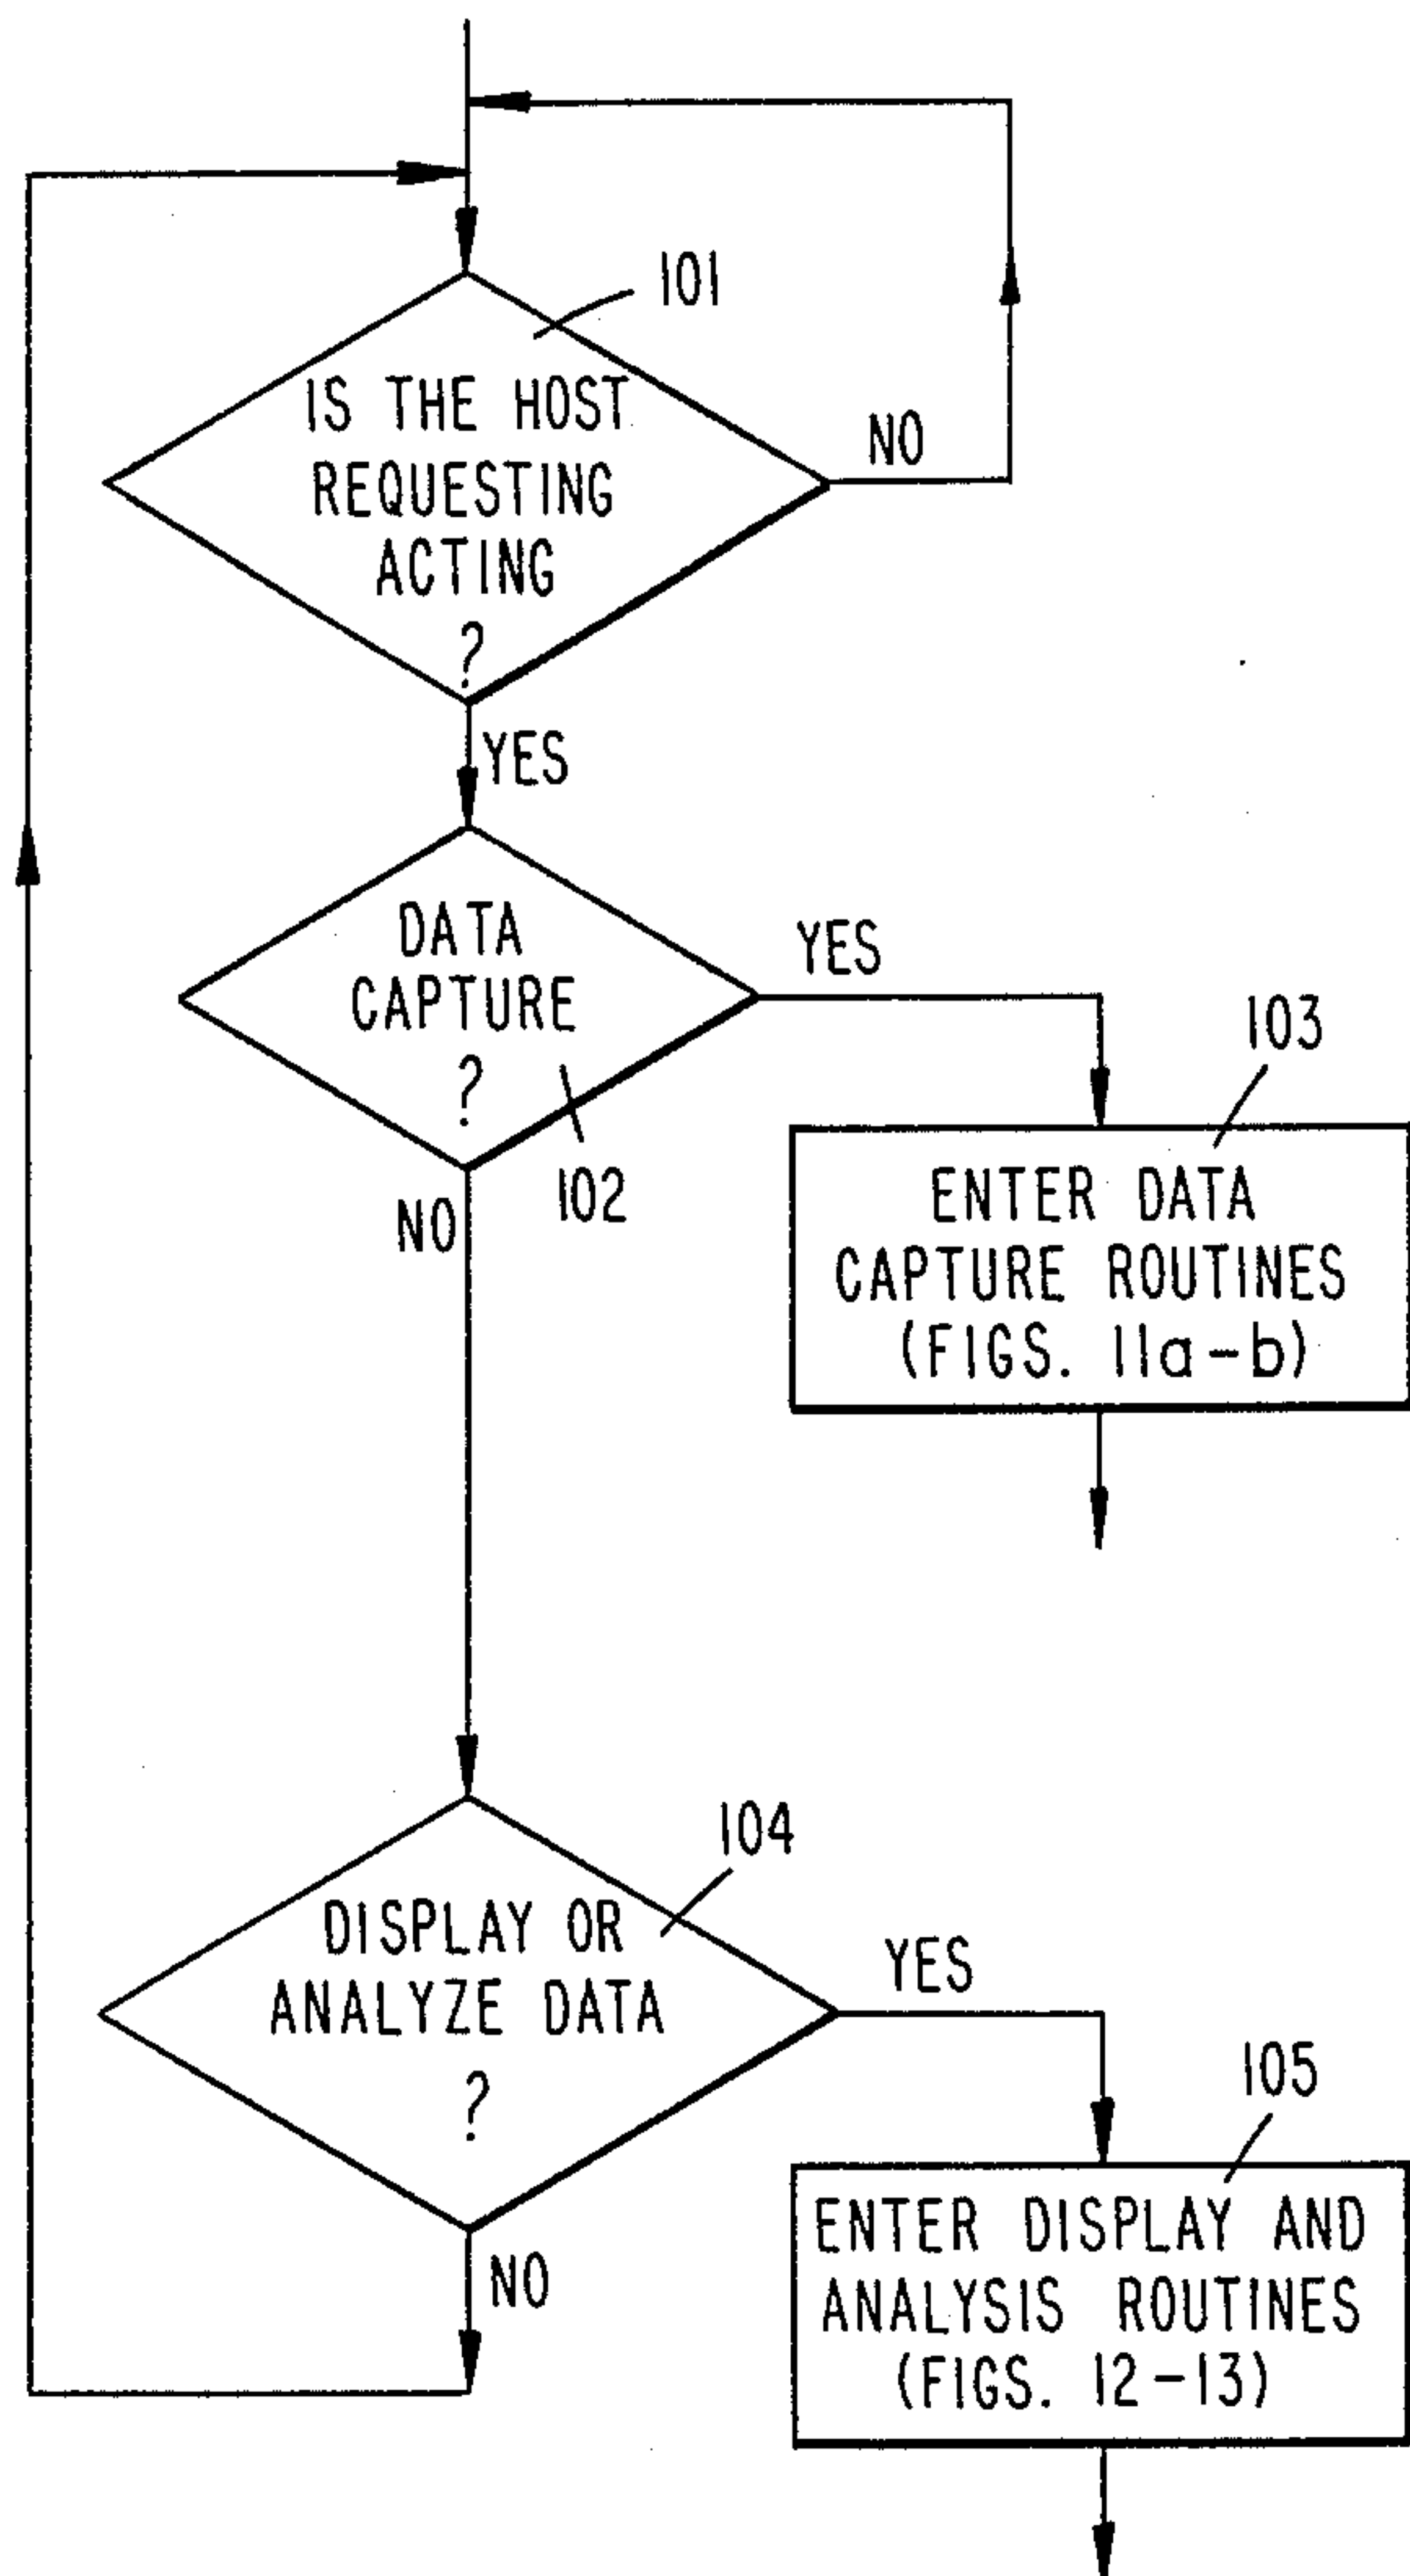 101
IS THE HOST
REQUESTING
ACTING
?
NO
YES
DATA
CAPTURE
?
YES
102
NO
103
ENTER DATA
CAPTURE ROUTINES
(FIGS. 11a-b)
104
DISPLAY OR
ANALYZE DATA
?
YES
NO
105
ENTER DISPLAY AND
ANALYSIS ROUTINES
(FIGS. 12-13)